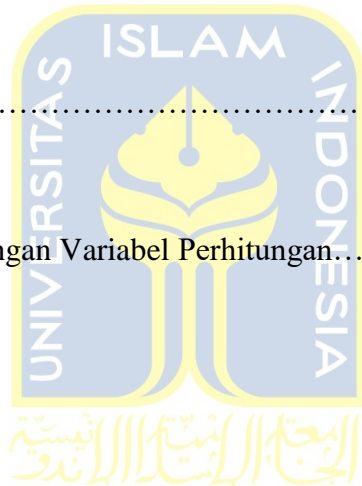 ISLAM
UNIVERSITAS
INDONESIA
………………………………
ngan Variabel Perhitungan…